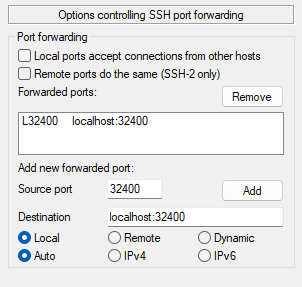 Options controlling SSH port forwarding
Port forwarding
Local ports accept connections from other hosts
Remote ports do the same (SSH-2 only)
Forwarded ports:
Remove
L32400 localhost:32400
Add new forwarded port:
Source port 32400 Add
Destination localhost:32400
Local Remote Dynamic
Auto IPv4 IPv6